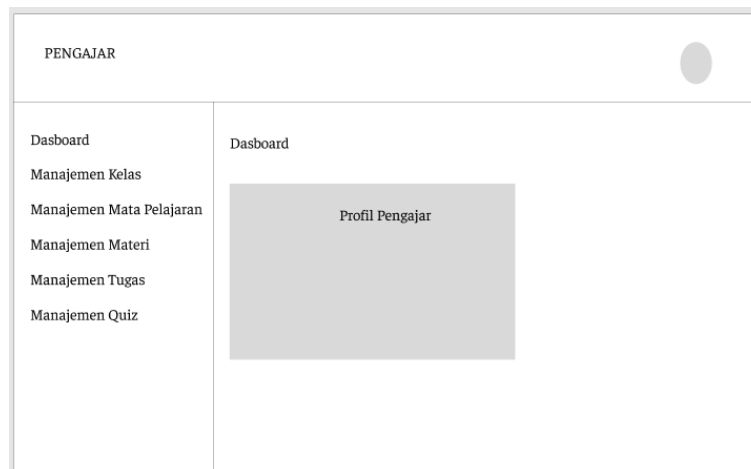 PENGAJAR
Dasboard
Manajemen Kelas
Manajemen Mata Pelajaran
Manajemen Materi
Manajemen Tugas
Manajemen Quiz
Dasboard
Profil Pengajar